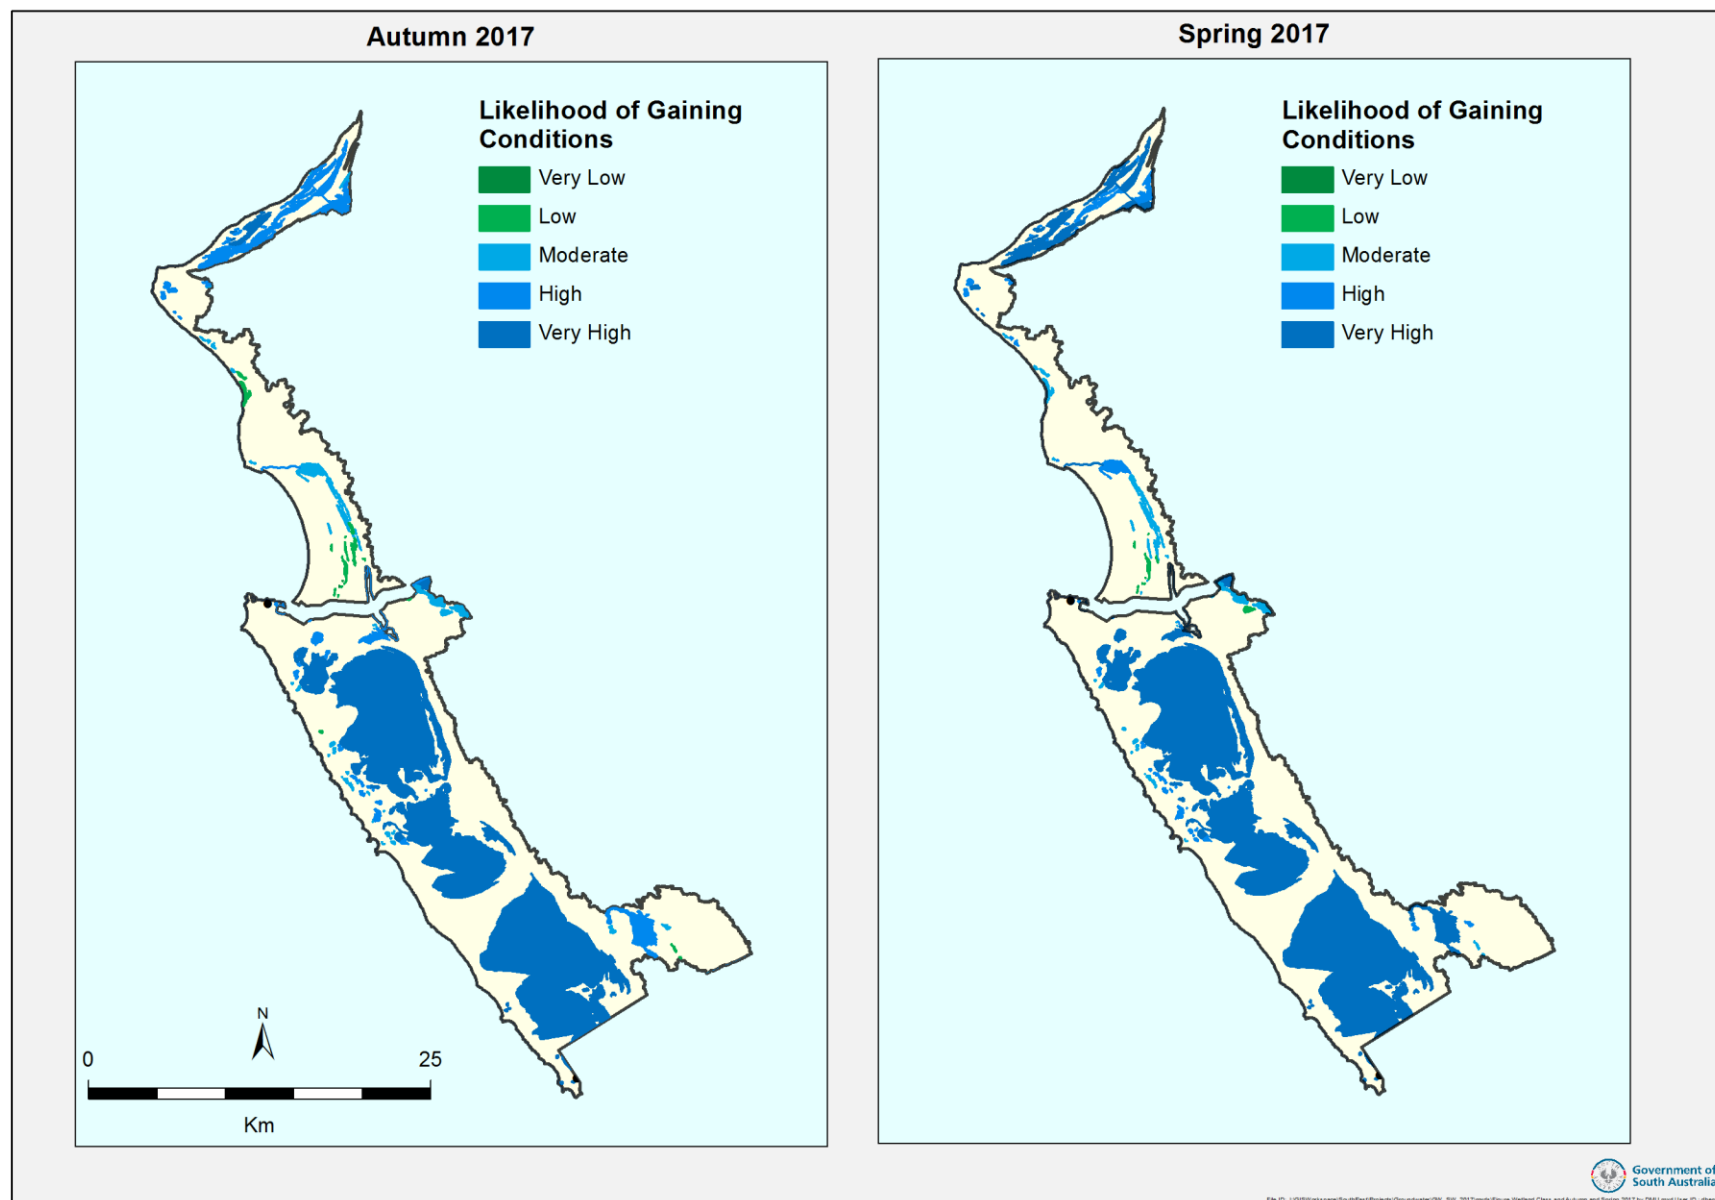 Autumn 2017
Likelihood of Gaining
Conditions
Very Low
Low
Moderate
High
Very High
N
0 25
Km
Spring 2017
Likelihood of Gaining
Conditions
Very Low
Low
Moderate
High
Very High
Government of
South Australia